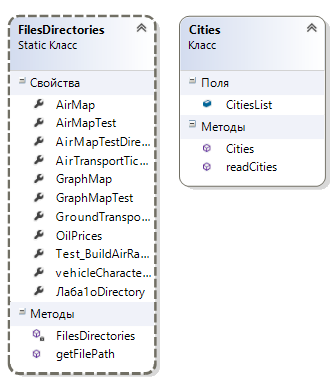 FilesDirectories
Static Класс
Свойства
AirMap
AirMapTest
AirMapTestDire...
AirTransportTic...
GraphMap
GraphMapTest
GroundTranspo...
OilPrices
Test_BuildAirRa...
vehicleCharacte...
Лаба1oDirectory
Методы
FilesDirectories
getFilePath
Cities
Класс
Поля
CitiesList
Методы
Cities
readCities